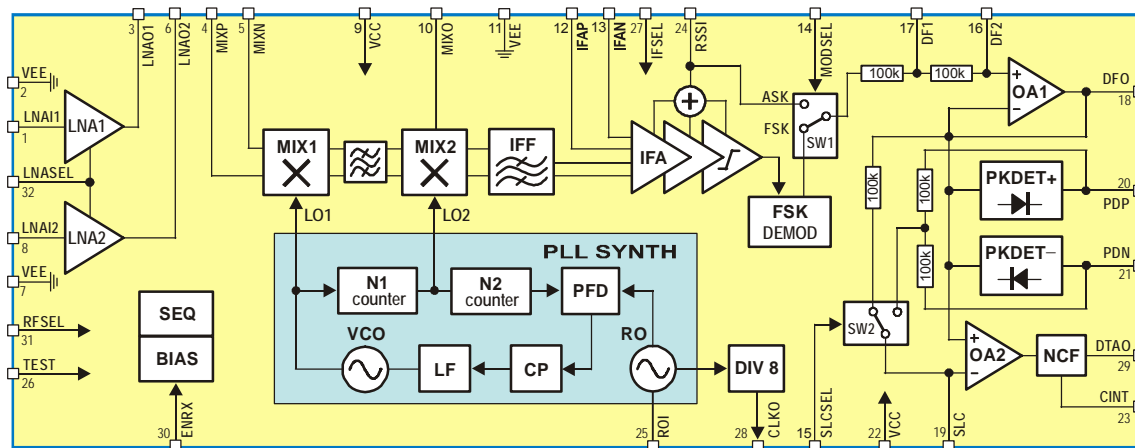 3 LNAO1
6 LNAO2
4 MIXP
5 MIXN
9 VCC
10 MIXO
11 VEE
12 IFAP
13 IFAN
27 IFSEL
24 RSSI
14 MODSEL
17 DF1
16 DF2
VEE
2
LNAI1
1
LNA1
LNASEL
32
LNAI2
8
LNA2
VEE
7
RFSEL
31
TEST
26
MIX1
MIX2
IFF
IFA
ASK
FSK
SW1
100k
100k
OA1
DFO
18
LO1
LO2
FSK
DEMOD
100k
100k
100k
PKDET+
20
PDP
PKDET−
PDN
21
PLL SYNTH
N1
counter
N2
counter
PFD
VCO
LF
CP
RO
DIV 8
SEQ
BIAS
SW2
OA2
NCF
DTAO
29
CINT
23
30 ENRX
25 ROI
28 CLKO
15 SLCSEL
22 VCC
19 SLC